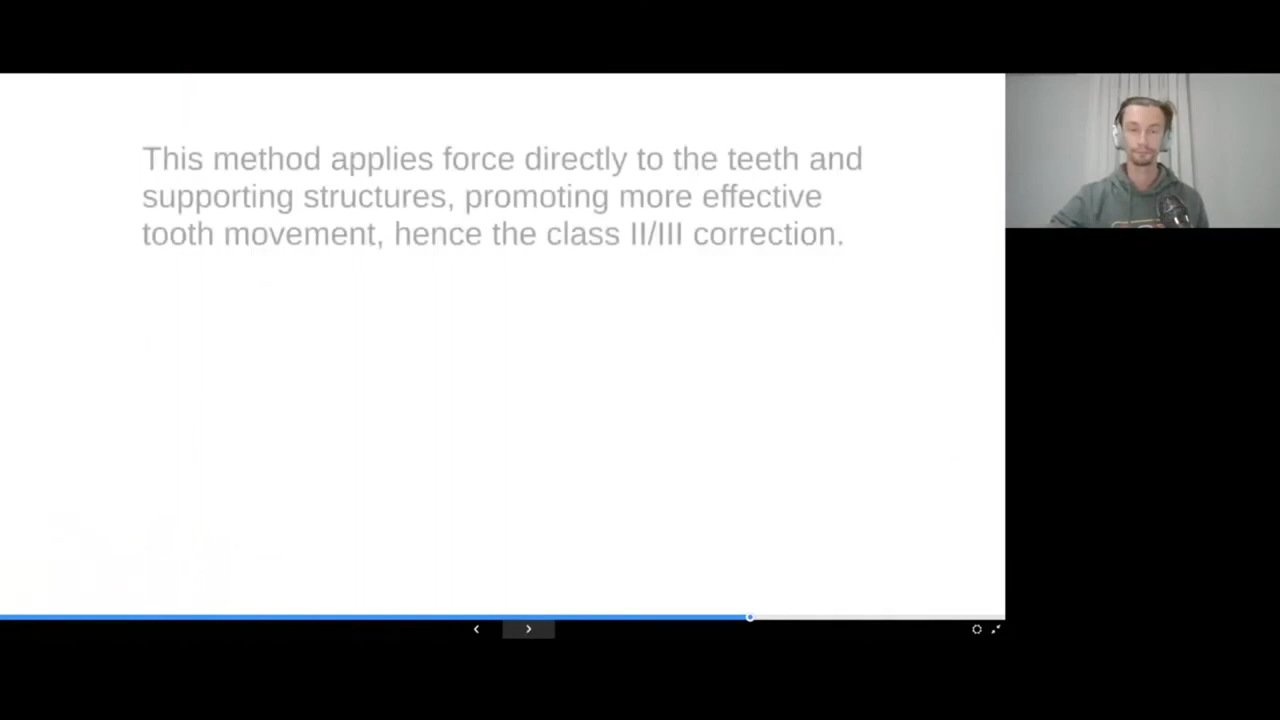 This method applies force directly to the teeth and
supporting structures, promoting more effective
tooth movement, hence the class II/III correction.